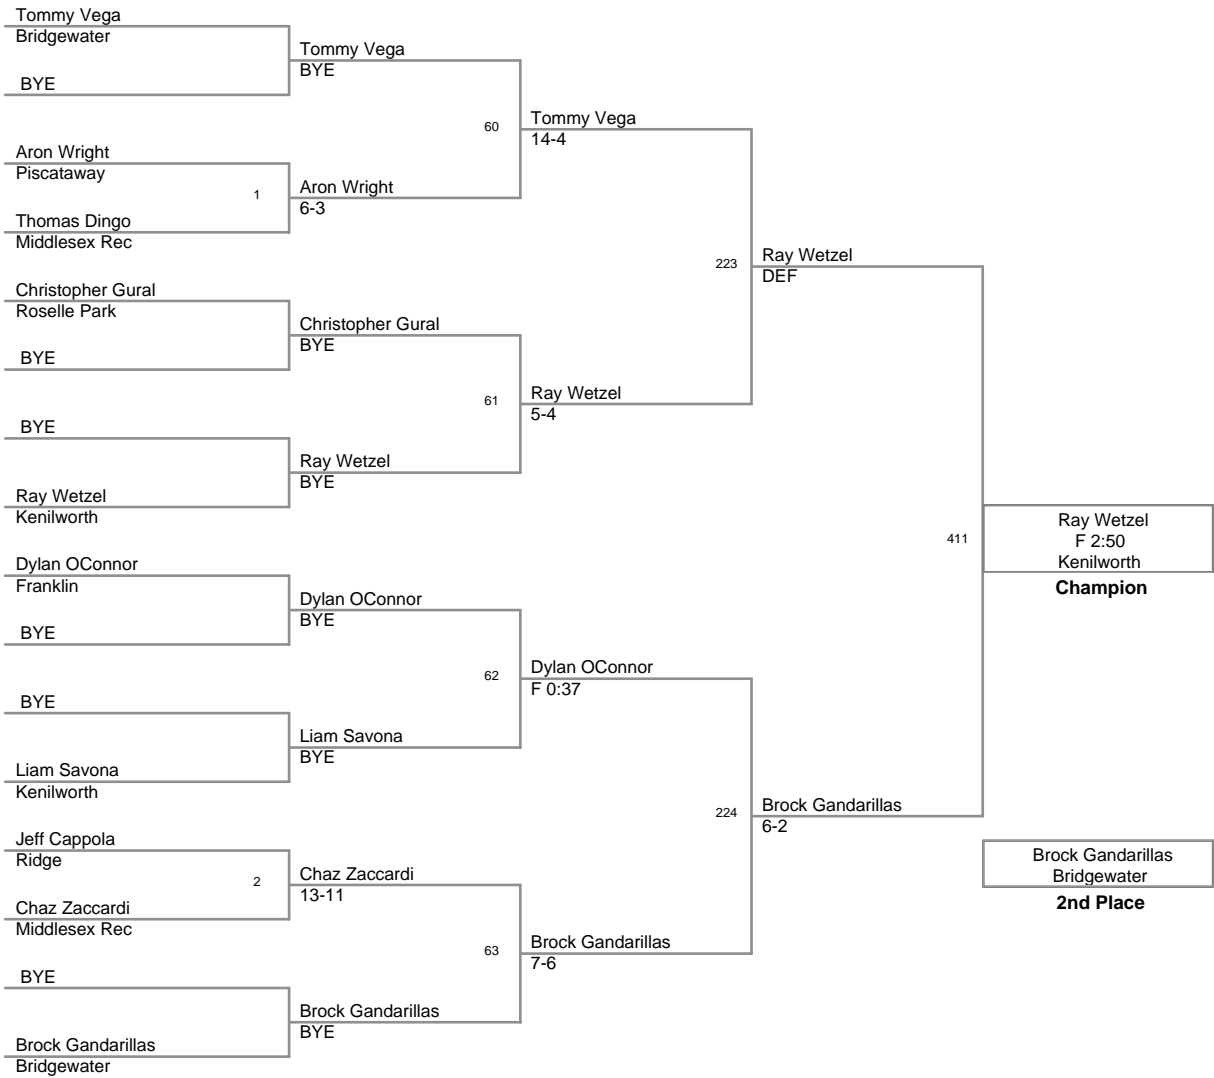 Tommy Vega
Bridgewater
BYE
Aron Wright
Piscataway
1
Thomas Dingo
Middlesex Rec
Christopher Gural
Roselle Park
BYE
BYE
Ray Wetzel
Kenilworth
Dylan OConnor
Franklin
BYE
BYE
Liam Savona
Kenilworth
Jeff Cappola
Ridge
2
Chaz Zaccardi
Middlesex Rec
BYE
Brock Gandarillas
Bridgewater
Tommy Vega
BYE
60
Aron Wright
6-3
Christopher Gural
BYE
61
Ray Wetzel
BYE
Dylan OConnor
BYE
62
Liam Savona
BYE
Chaz Zaccardi
13-11
63
Brock Gandarillas
BYE
Tommy Vega
14-4
223
Ray Wetzel
5-4
Dylan OConnor
F 0:37
224
Brock Gandarillas
7-6
Ray Wetzel
DEF
411
Brock Gandarillas
6-2
Ray Wetzel
F 2:50
Kenilworth
Champion
Brock Gandarillas
Bridgewater
2nd Place